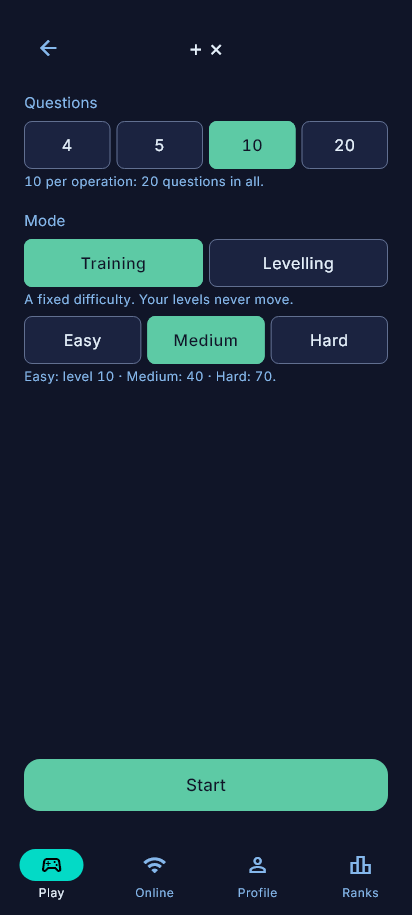 + ×
Questions
4 5 10 20
10 per operation: 20 questions in all.
Mode
Training Levelling
A fixed difficulty. Your levels never move.
Easy Medium Hard
Easy: level 10 · Medium: 40 · Hard: 70.
Start
Play Online Profile Ranks